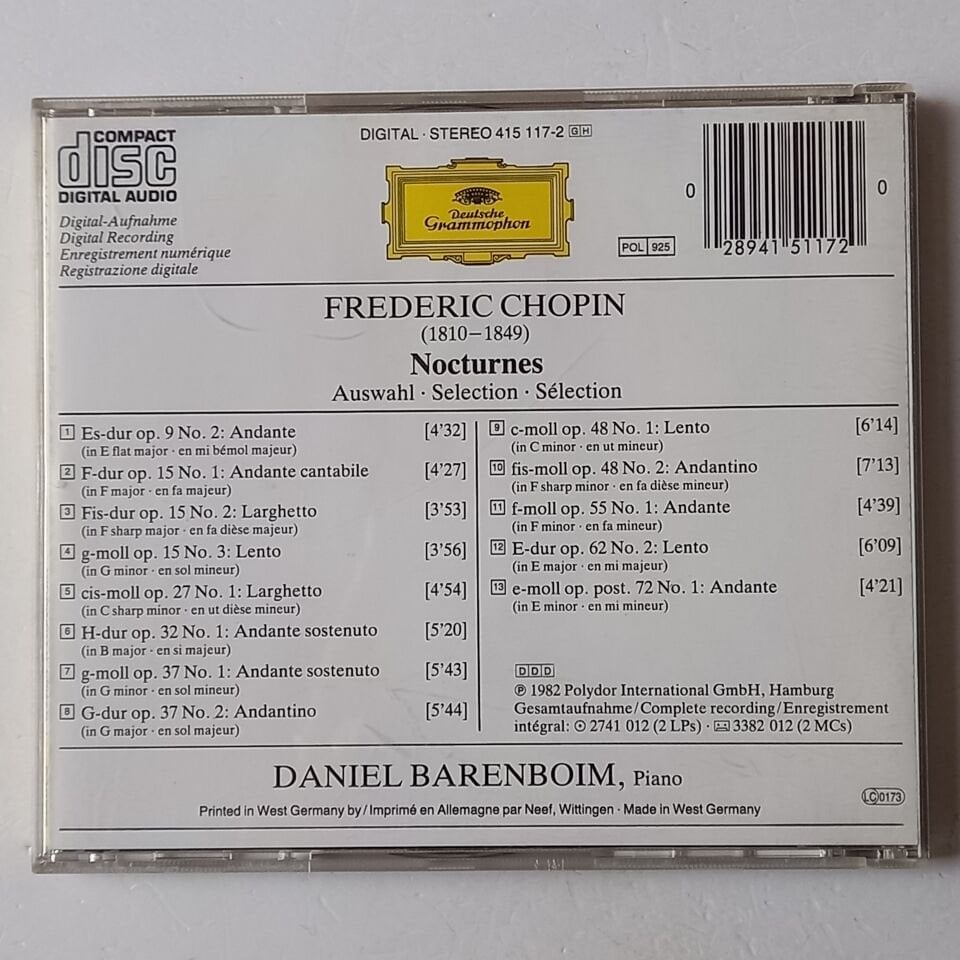 COMPACT
disc
DIGITAL AUDIO
Digital-Aufnahme
Digital Recording
Enregistrement numérique
Registrazione digitale
DIGITAL · STEREO 415 117-2 GH
Deutsche
Grammophon
POL 925
0 28941 51172 0
FREDERIC CHOPIN
(1810–1849)
Nocturnes
Auswahl · Selection · Sélection
1 Es-dur op. 9 No. 2: Andante [4'32]
(in E flat major · en mi bémol majeur)
2 F-dur op. 15 No. 1: Andante cantabile [4'27]
(in F major · en fa majeur)
3 Fis-dur op. 15 No. 2: Larghetto [3'53]
(in F sharp major · en fa dièse majeur)
4 g-moll op. 15 No. 3: Lento [3'56]
(in G minor · en sol mineur)
5 cis-moll op. 27 No. 1: Larghetto [4'54]
(in C sharp minor · en ut dièse mineur)
6 H-dur op. 32 No. 1: Andante sostenuto [5'20]
(in B major · en si majeur)
7 g-moll op. 37 No. 1: Andante sostenuto [5'43]
(in G minor · en sol mineur)
8 G-dur op. 37 No. 2: Andantino [5'44]
(in G major · en sol majeur)
9 c-moll op. 48 No. 1: Lento [6'14]
(in C minor · en ut mineur)
10 fis-moll op. 48 No. 2: Andantino [7'13]
(in F sharp minor · en fa dièse mineur)
11 f-moll op. 55 No. 1: Andante [4'39]
(in F minor · en fa mineur)
12 E-dur op. 62 No. 2: Lento [6'09]
(in E major · en mi majeur)
13 e-moll op. post. 72 No. 1: Andante [4'21]
(in E minor · en mi mineur)
DDD
℗ 1982 Polydor International GmbH, Hamburg
Gesamtaufnahme/Complete recording/Enregistrement
intégral: 2741 012 (2 LPs) · 3382 012 (2 MCs)
DANIEL BARENBOIM, Piano
LC 0173
Printed in West Germany by / Imprimé en Allemagne par Neef, Wittingen · Made in West Germany